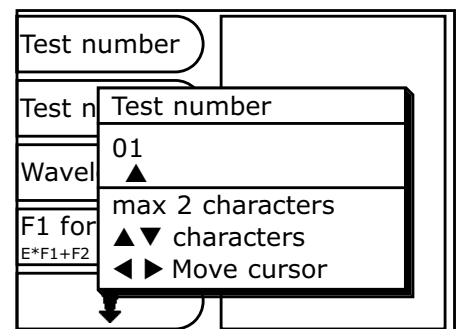 Test number
Test n
Wavel
F1 for
E*F1+F2
Test number
01
▲
max 2 characters
▲▼ characters
◀ ▶ Move cursor